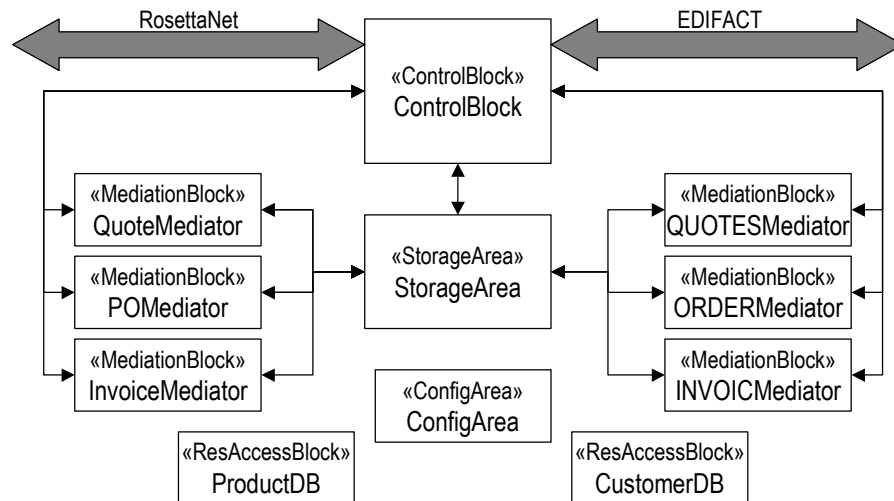 RosettaNet
EDIFACT
«ControlBlock»
ControlBlock
«MediationBlock»
QuoteMediator
«MediationBlock»
POMediator
«MediationBlock»
InvoiceMediator
«StorageArea»
StorageArea
«MediationBlock»
QUOTESMediator
«MediationBlock»
ORDERMediator
«MediationBlock»
INVOICMediator
«ConfigArea»
ConfigArea
«ResAccessBlock»
ProductDB
«ResAccessBlock»
CustomerDB